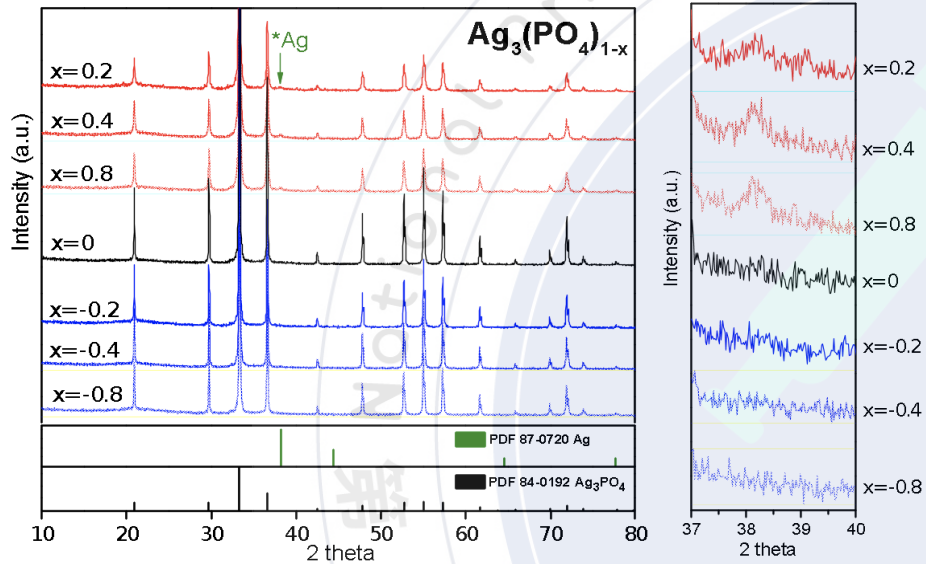 Ag₃(PO₄)₁₋ₓ
*Ag
x=0.2
x=0.4
x=0.8
x=0
x=-0.2
x=-0.4
x=-0.8
Intensity (a.u.)
PDF 87-0720 Ag
PDF 84-0192 Ag₃PO₄
10 20 30 40 50 60 70 80
2 theta
x=0.2
x=0.4
x=0.8
x=0
x=-0.2
x=-0.4
x=-0.8
Intensity (a.u.)
37 38 39 40
2 theta
National